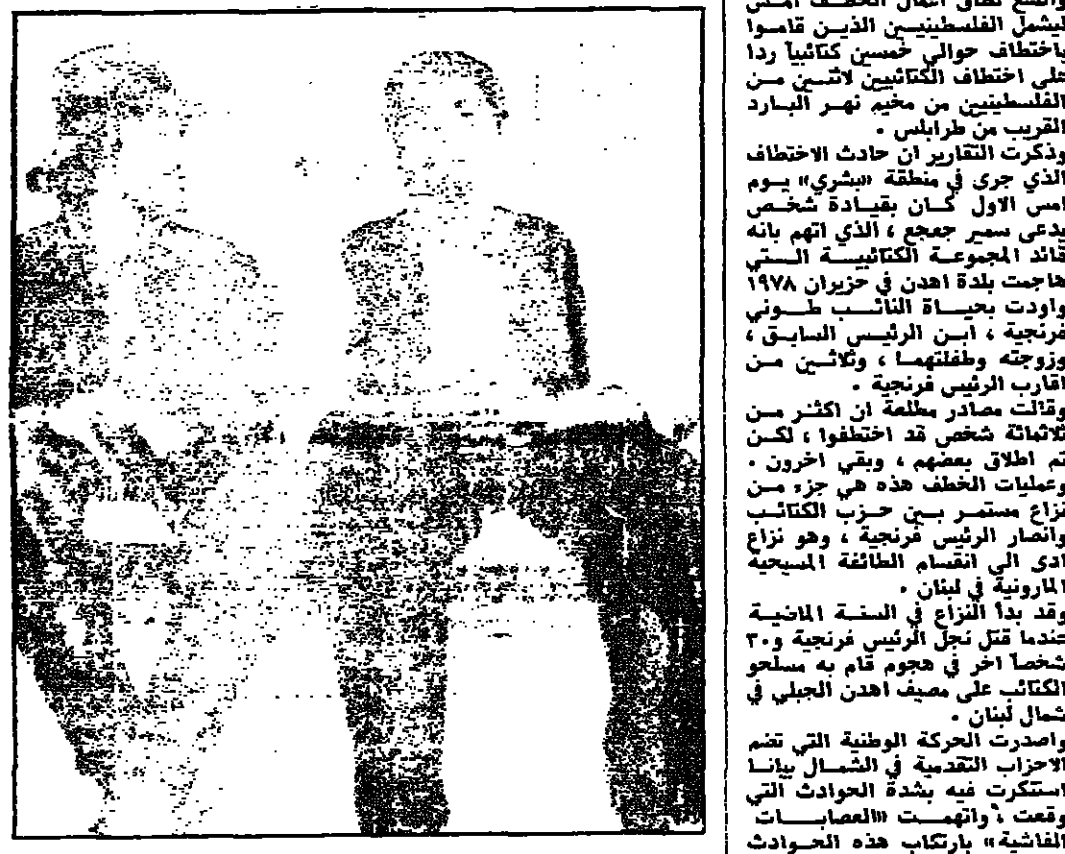 واتسع نطاق اعمال الخطف امس
ليشمل الفلسطينيين الذين قاموا
باختطاف حوالي خمسين كتائبياً ردا
على اختطاف الكتائبيين لاثنين من
الفلسطينيين من مخيم نهر البارد
القريب من طرابلس ٠
وذكرت التقارير ان حادث الاختطاف
الذي جرى في منطقة «بشري» يوم
امس الاول كان بقيادة شخص
يدعى سمير جعجع ، الذي اتهم بانه
قائد المجموعة الكتائبية التي
هاجمت بلدة اهدن في حزيران ١٩٧٨
واودت بحياة النائب طوني
فرنجية ، ابن الرئيس السابق ،
وزوجته وطفلتهما ، وثلاثين من
اقارب الرئيس فرنجية ٠
وقالت مصادر مطلعة ان اكثر من
ثلاثمائة شخص قد اختطفوا ، لكن
تم اطلاق بعضهم ، وبقي اخرون ٠
وعمليات الخطف هذه هي جزء من
نزاع مستمر بين حزب الكتائب
وانصار الرئيس فرنجية ، وهو نزاع
ادى الى انقسام الطائفة المسيحية
المارونية في لبنان ٠
وقد بدأ النزاع في السنة الماضية
عندما قتل نجل الرئيس فرنجية و٣٠
شخصاً اخر في هجوم قام به مسلحو
الكتائب على مصيف اهدن الجبلي في
شمال لبنان ٠
واصدرت الحركة الوطنية التي تضم
الاحزاب التقدمية في الشمال بيانا
استنكرت فيه بشدة الحوادث التي
وقعت ، واتهمت «العصابات
الفاشية» بارتكاب هذه الحوادث